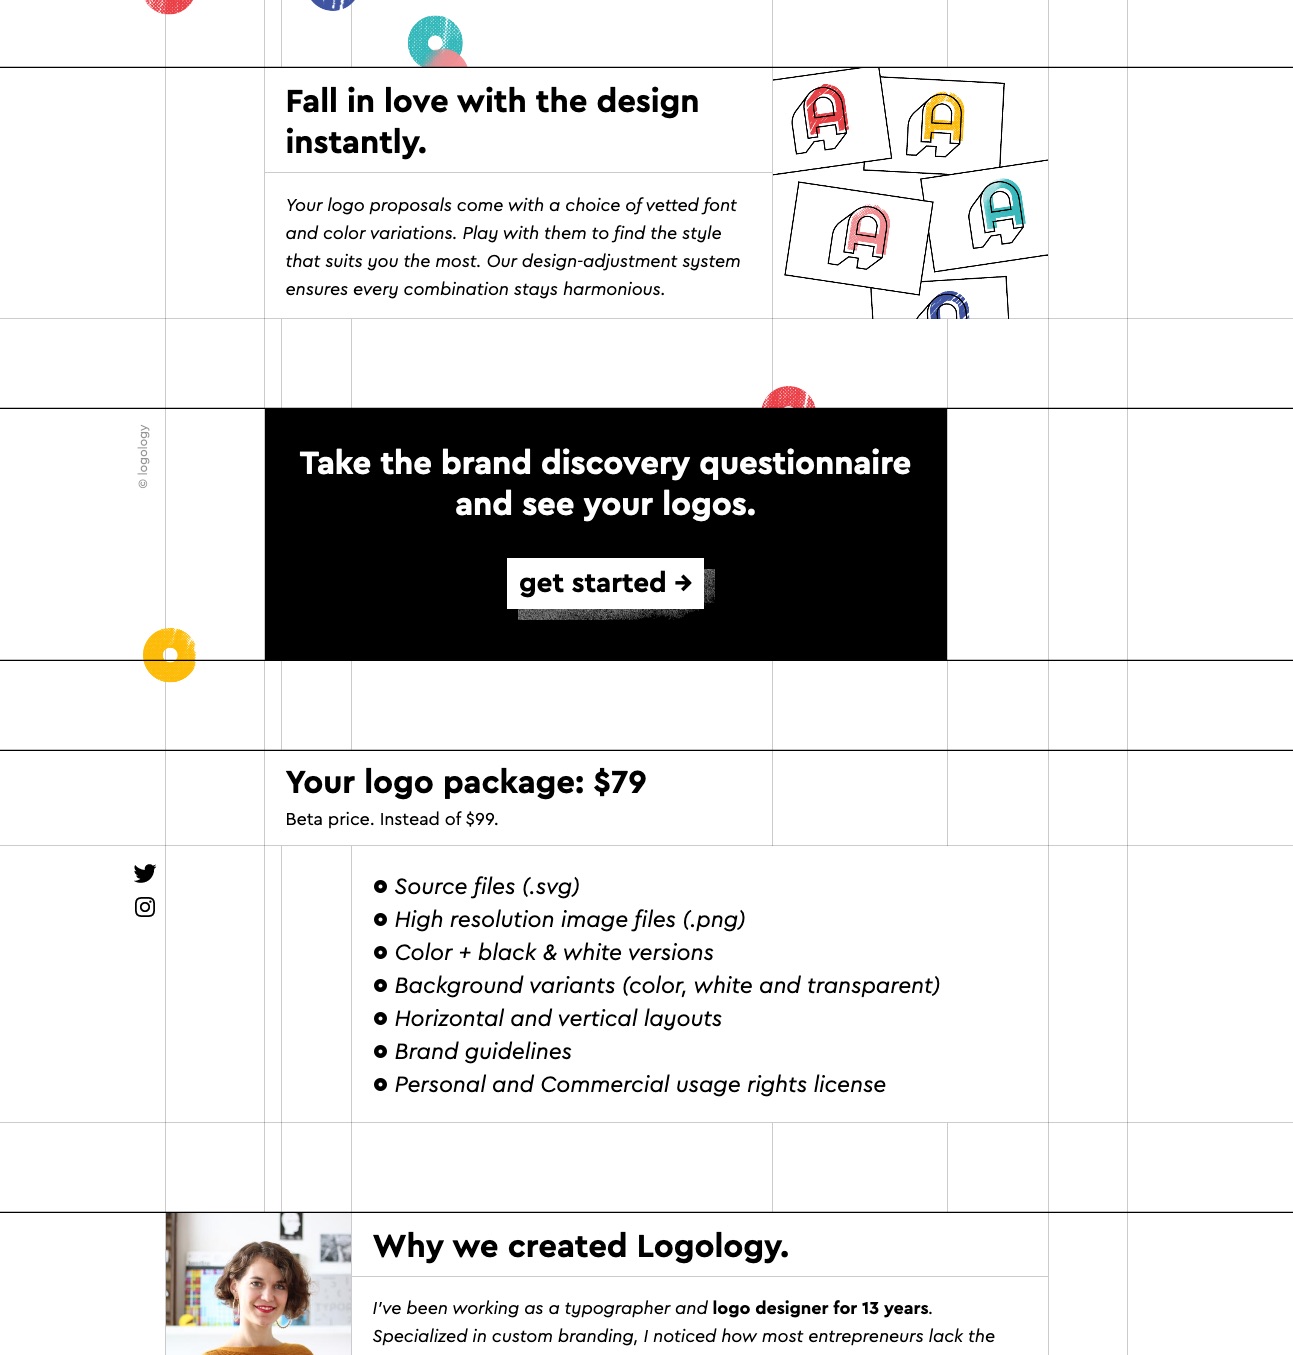 Fall in love with the design
instantly.
Your logo proposals come with a choice of vetted font
and color variations. Play with them to find the style
that suits you the most. Our design-adjustment system
ensures every combination stays harmonious.
© logology
Take the brand discovery questionnaire
and see your logos.
get started →
Your logo package: $79
Beta price. Instead of $99.
Source files (.svg)
High resolution image files (.png)
Color + black & white versions
Background variants (color, white and transparent)
Horizontal and vertical layouts
Brand guidelines
Personal and Commercial usage rights license
Why we created Logology.
I've been working as a typographer and logo designer for 13 years.
Specialized in custom branding, I noticed how most entrepreneurs lack the